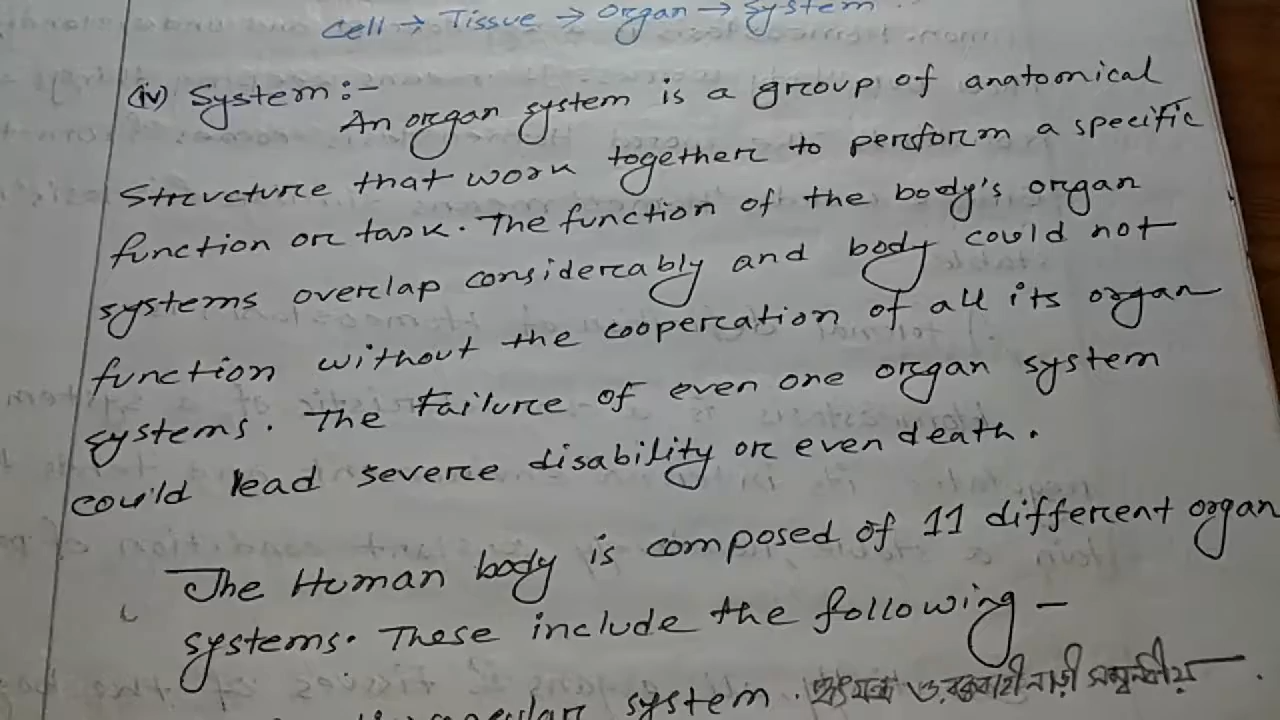 Cell → Tissue → Organ → System
(iv) System :-
An organ system is a group of anatomical
structure that work together to perform a specific
function or task. The function of the body's organ
systems overlap considerably and body could not
function without the cooperation of all its organ
systems. The failure of even one organ system
could lead severe disability or even death.
The Human body is composed of 11 different organ
systems. These include the following —
system.